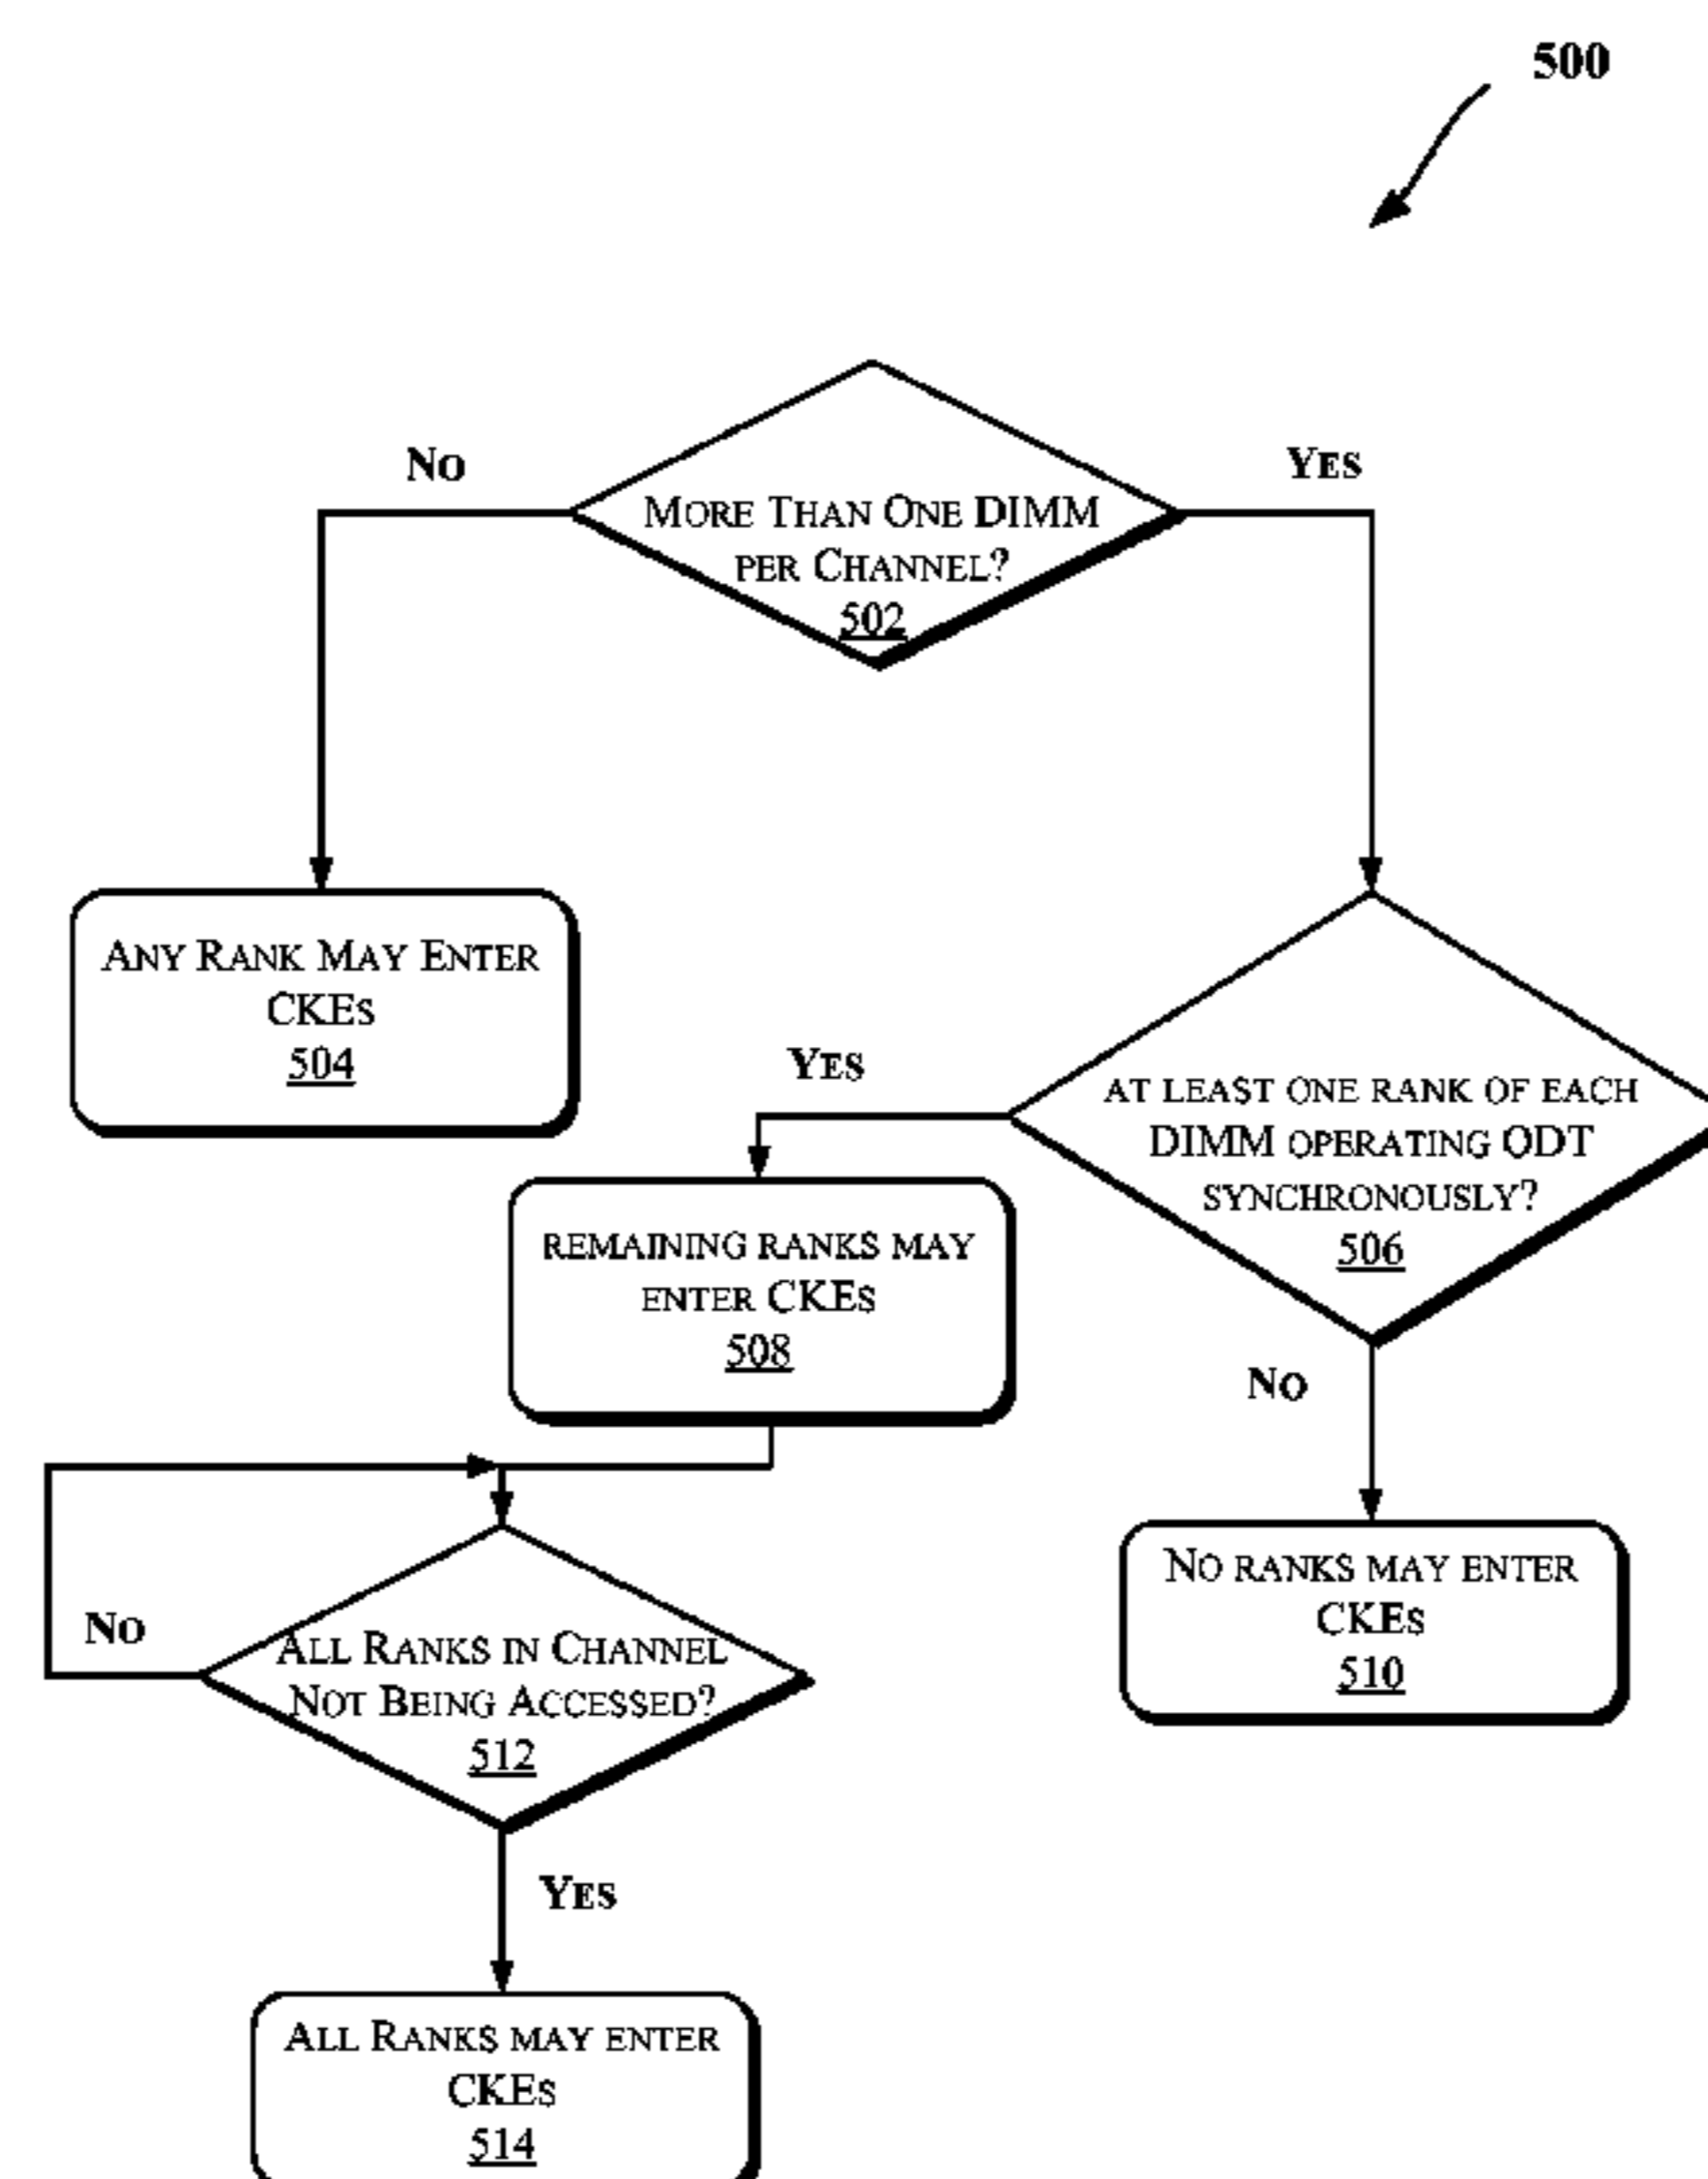 500
No
Yes
More Than One DIMM
per Channel?
502
Any Rank May Enter
CKEs
504
Yes
at least one rank of each
DIMM operating ODT
synchronously?
506
remaining ranks may
enter CKEs
508
No
No ranks may enter
CKEs
510
No
All Ranks in Channel
Not Being Accessed?
512
Yes
All Ranks may enter
CKEs
514